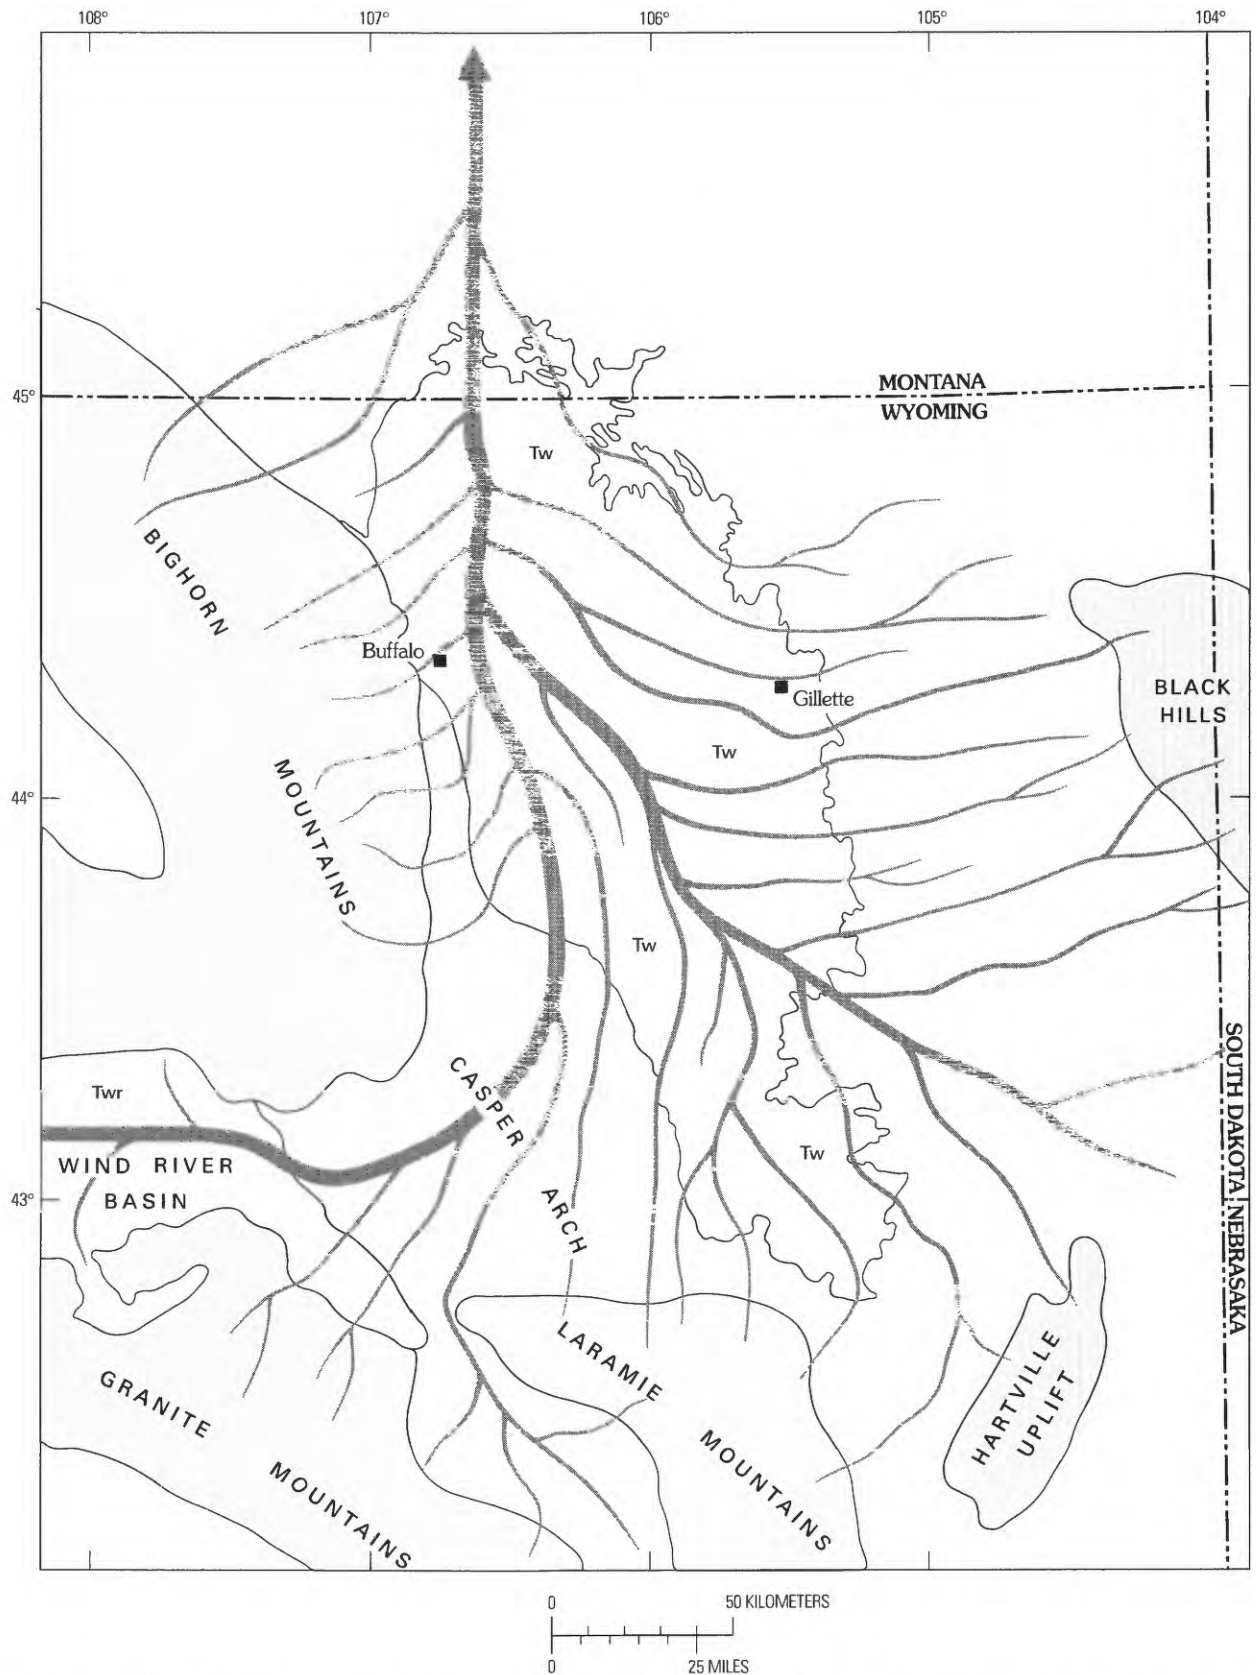 108° 107° 106° 105° 104°
45°
MONTANA
WYOMING
Tw
BIGHORN
Buffalo
Gillette
BLACK
HILLS
Tw
44°
MOUNTAINS
Tw
CASPER
Twr
WIND RIVER
BASIN
Tw
43°
ARCH
SOUTH DAKOTA
NEBRASAKA
LARAMIE
GRANITE
HARTVILLE
UPLIFT
MOUNTAINS
MOUNTAINS
0 50 KILOMETERS
0 25 MILES